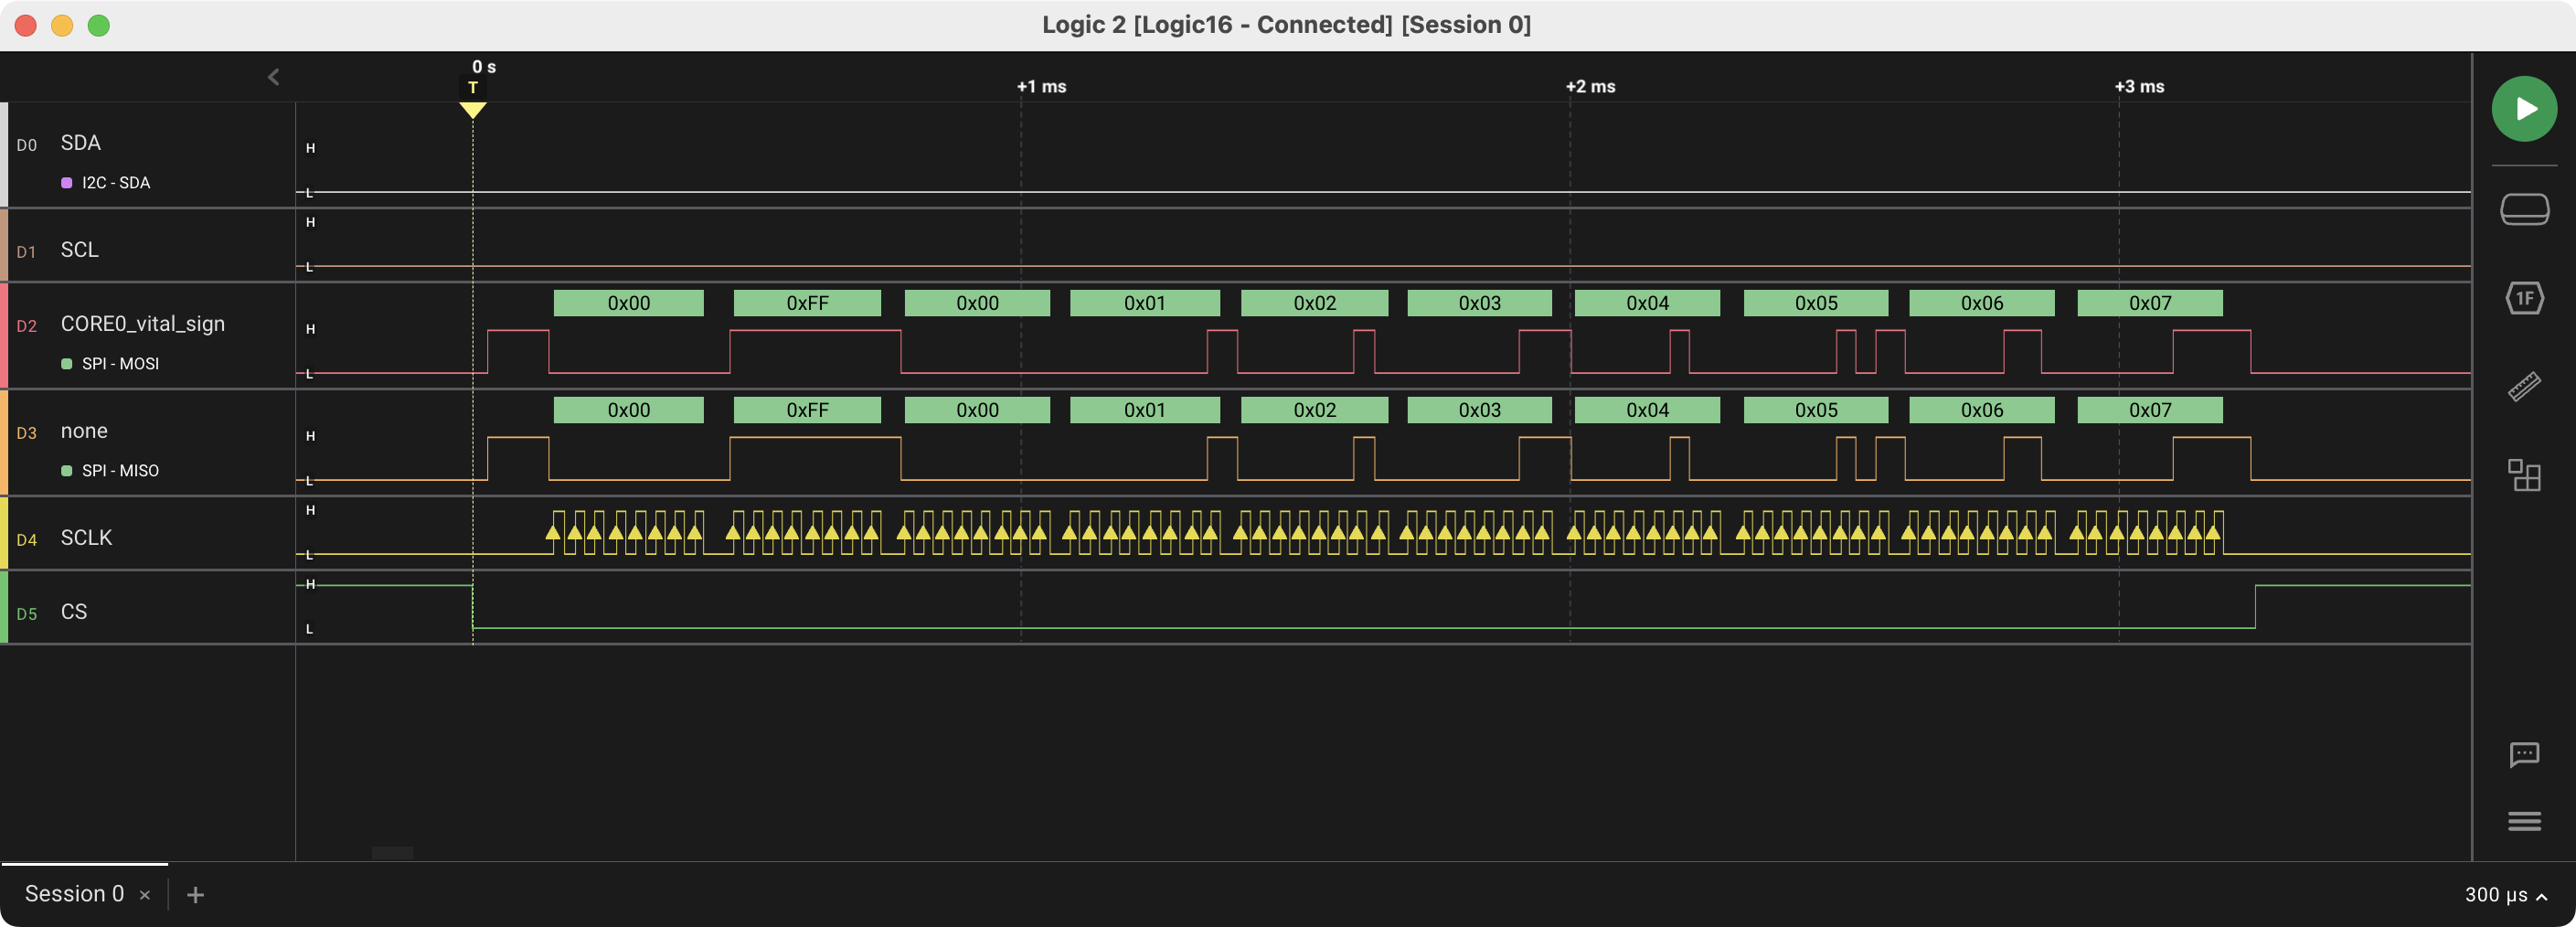 Logic 2 [Logic16 - Connected] [Session 0]
0 s
T
+1 ms
+2 ms
+3 ms
D0 SDA
H
I2C - SDA
L
H
D1 SCL
L
0x00 0xFF 0x00 0x01 0x02 0x03 0x04 0x05 0x06 0x07
D2 CORE0_vital_sign
H
SPI - MOSI
L
0x00 0xFF 0x00 0x01 0x02 0x03 0x04 0x05 0x06 0x07
D3 none
H
SPI - MISO
L
H
D4 SCLK
L
H
D5 CS
L
1F
Session 0 × +
300 µs